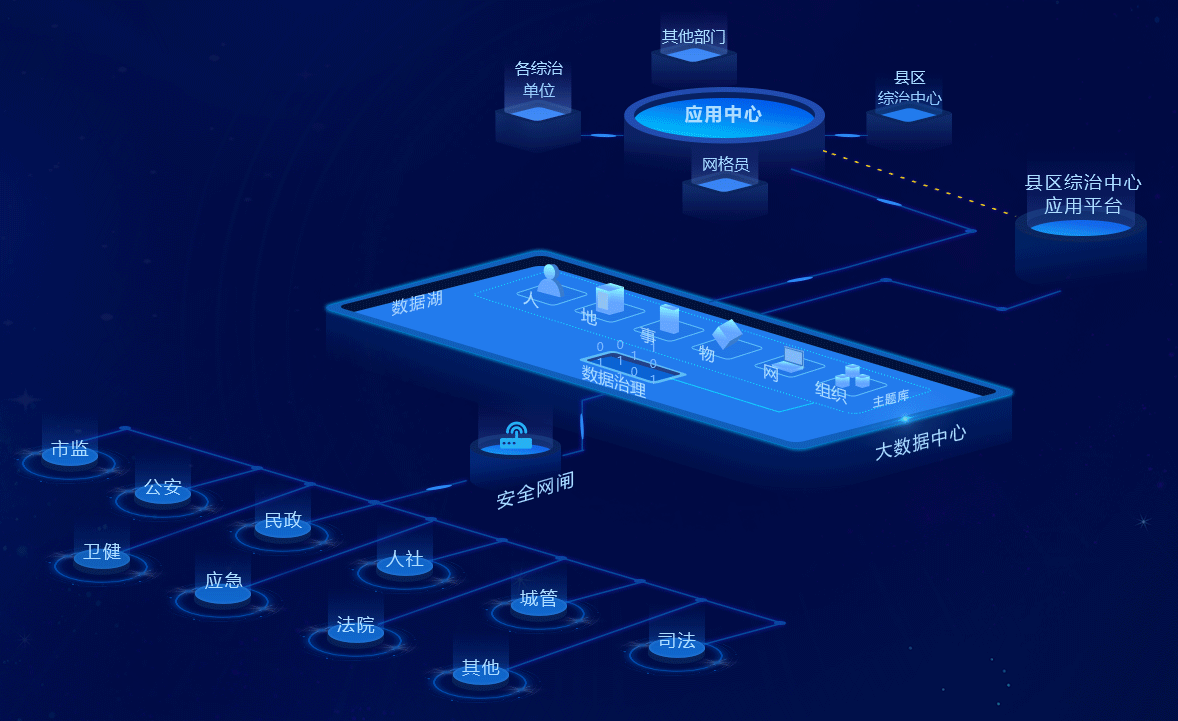 其他部门
各综治
单位
应用中心
县区
综治中心
网格员
县区综治中心
应用平台
数据湖
人
地
事
物
网
组织
主题库
0 0 1
1 1 0
0 1
数据治理
大数据中心
安全网闸
市监
公安
民政
卫健
人社
应急
城管
法院
司法
其他